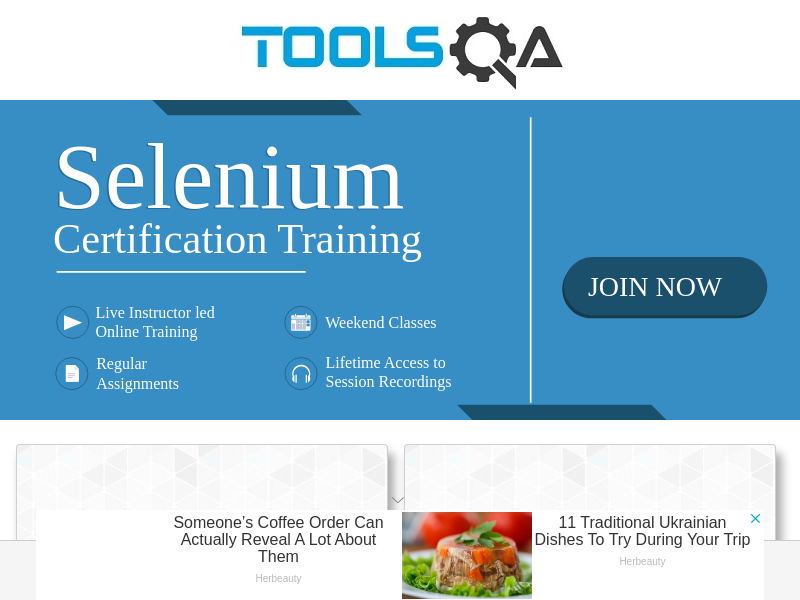 TOOLSQA
Selenium
Certification Training
Live Instructor led
Online Training
Weekend Classes
Regular
Assignments
Lifetime Access to
Session Recordings
JOIN NOW
Someone's Coffee Order Can
Actually Reveal A Lot About
Them
Herbeauty
11 Traditional Ukrainian
Dishes To Try During Your Trip
Herbeauty